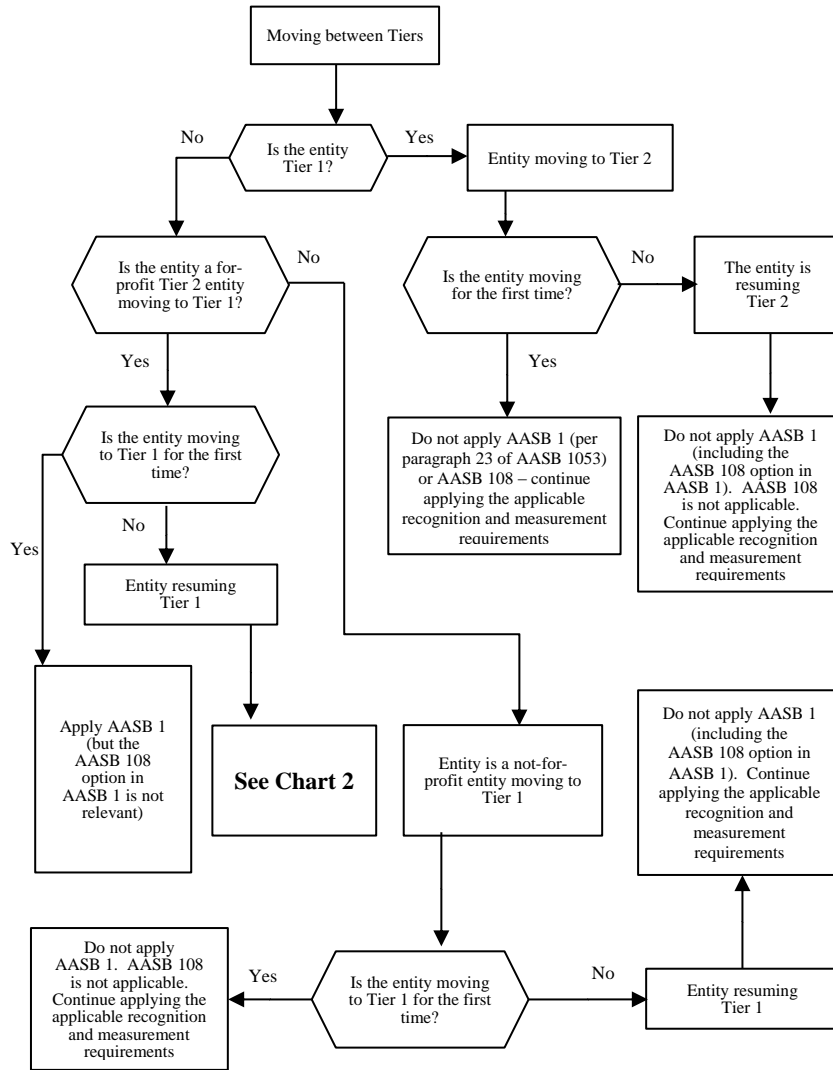 Moving between Tiers
No
Yes
Is the entity
Tier 1?
Entity moving to Tier 2
Is the entity a for-
profit Tier 2 entity
moving to Tier 1?
No
Is the entity moving
for the first time?
No
The entity is
resuming
Tier 2
Yes
Yes
Is the entity moving
to Tier 1 for the first
time?
Do not apply AASB 1 (per
paragraph 23 of AASB 1053)
or AASB 108 – continue
applying the applicable
recognition and measurement
requirements
Do not apply AASB 1
(including the
AASB 108 option in
AASB 1).  AASB 108
is not applicable.
Continue applying the
applicable recognition
and measurement
requirements
Yes
No
Entity resuming
Tier 1
Apply AASB 1
(but the
AASB 108
option in
AASB 1 is not
relevant)
See Chart 2
Entity is a not-for-
profit entity moving to
Tier 1
Do not apply AASB 1
(including the
AASB 108 option in
AASB 1).  Continue
applying the applicable
recognition and
measurement
requirements
Do not apply
AASB 1.  AASB 108
is not applicable.
Continue applying the
applicable recognition
and measurement
requirements
Yes
Is the entity moving
to Tier 1 for the first
time?
No
Entity resuming
Tier 1